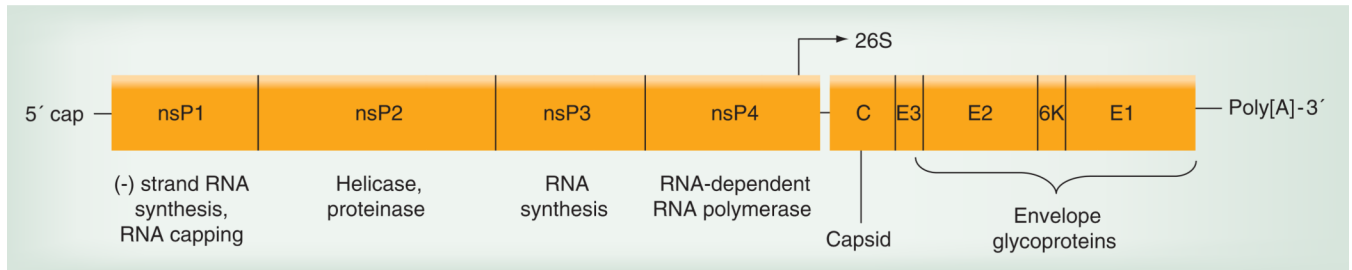 26S
5´ cap
nsP1
nsP2
nsP3
nsP4
C
E3
E2
6K
E1
Poly[A]-3´
(-) strand RNA
synthesis,
RNA capping
Helicase,
proteinase
RNA
synthesis
RNA-dependent
RNA polymerase
Capsid
Envelope
glycoproteins